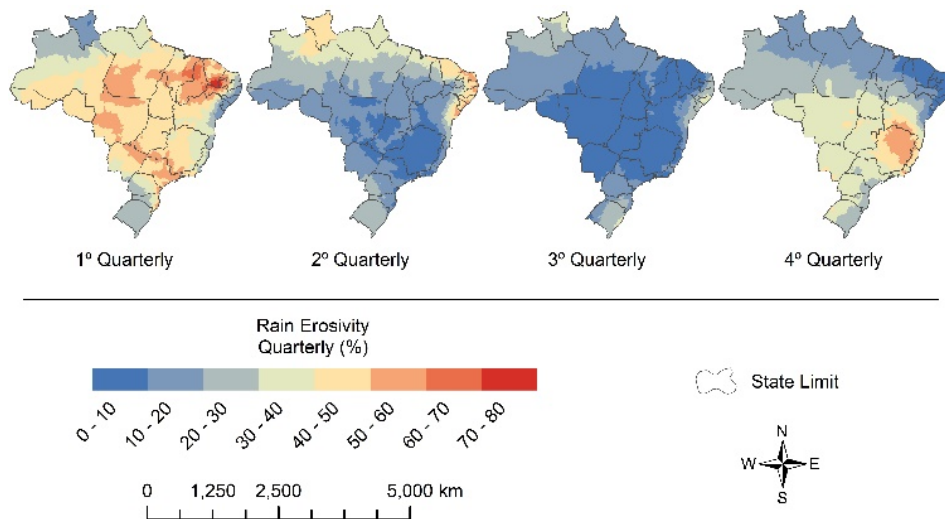 1º Quarterly
2º Quarterly
3º Quarterly
4º Quarterly
Rain Erosivity
Quarterly (%)
0 - 10
10 - 20
20 - 30
30 - 40
40 - 50
50 - 60
60 - 70
70 - 80
State Limit
N
W E
S
0 1,250 2,500 5,000 km